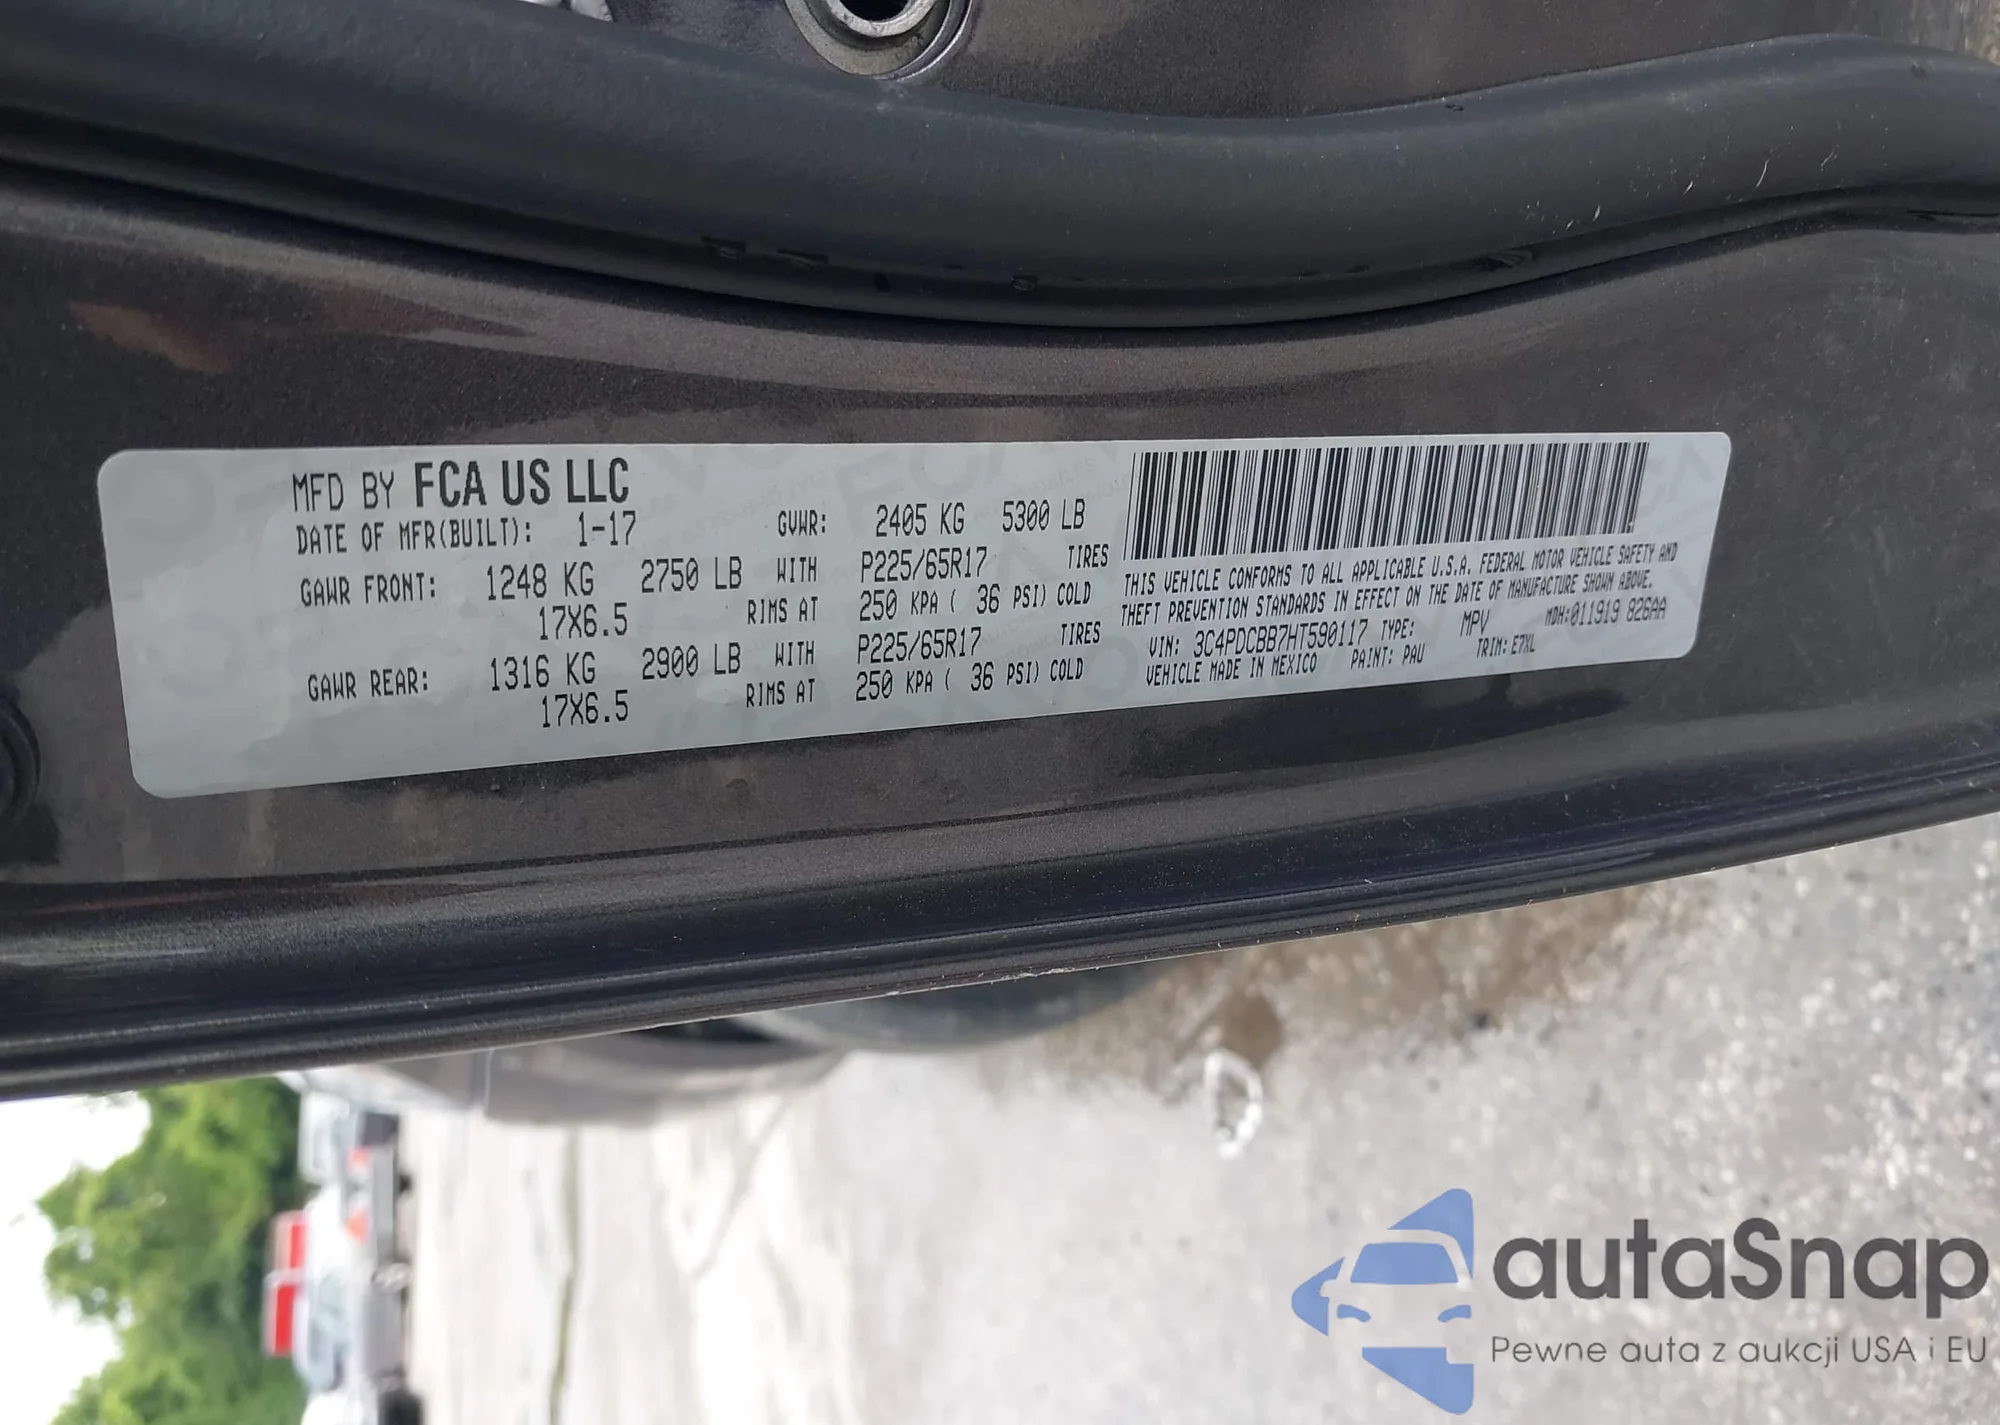 MFD BY FCA US LLC
DATE OF MFR(BUILT): 1-17 GVWR: 2405 KG 5300 LB
GAWR FRONT: 1248 KG 2750 LB WITH P225/65R17 TIRES
17X6.5 RIMS AT 250 KPA ( 36 PSI) COLD
GAWR REAR: 1316 KG 2900 LB WITH P225/65R17 TIRES
17X6.5 RIMS AT 250 KPA ( 36 PSI) COLD
THIS VEHICLE CONFORMS TO ALL APPLICABLE U.S.A. FEDERAL MOTOR VEHICLE SAFETY AND
THEFT PREVENTION STANDARDS IN EFFECT ON THE DATE OF MANUFACTURE SHOWN ABOVE.
VIN: 3C4PDCBB7HT590117 TYPE: MPV MDH:011919 826AA
VEHICLE MADE IN MEXICO PAINT: PAU TRIM: E7XL
autaSnap
Pewne auta z aukcji USA i EU